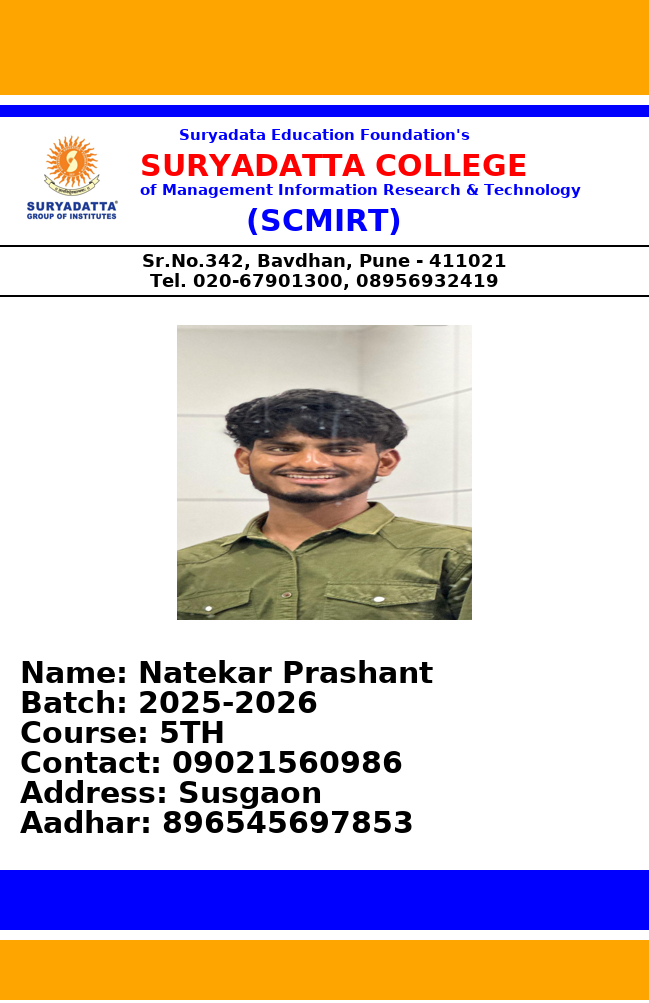 Suryadata Education Foundation's
SURYADATTA COLLEGE
of Management Information Research & Technology
(SCMIRT)
SURYADATTA
GROUP OF INSTITUTES
Sr.No.342, Bavdhan, Pune - 411021
Tel. 020-67901300, 08956932419
Name: Natekar Prashant
Batch: 2025-2026
Course: 5TH
Contact: 09021560986
Address: Susgaon
Aadhar: 896545697853